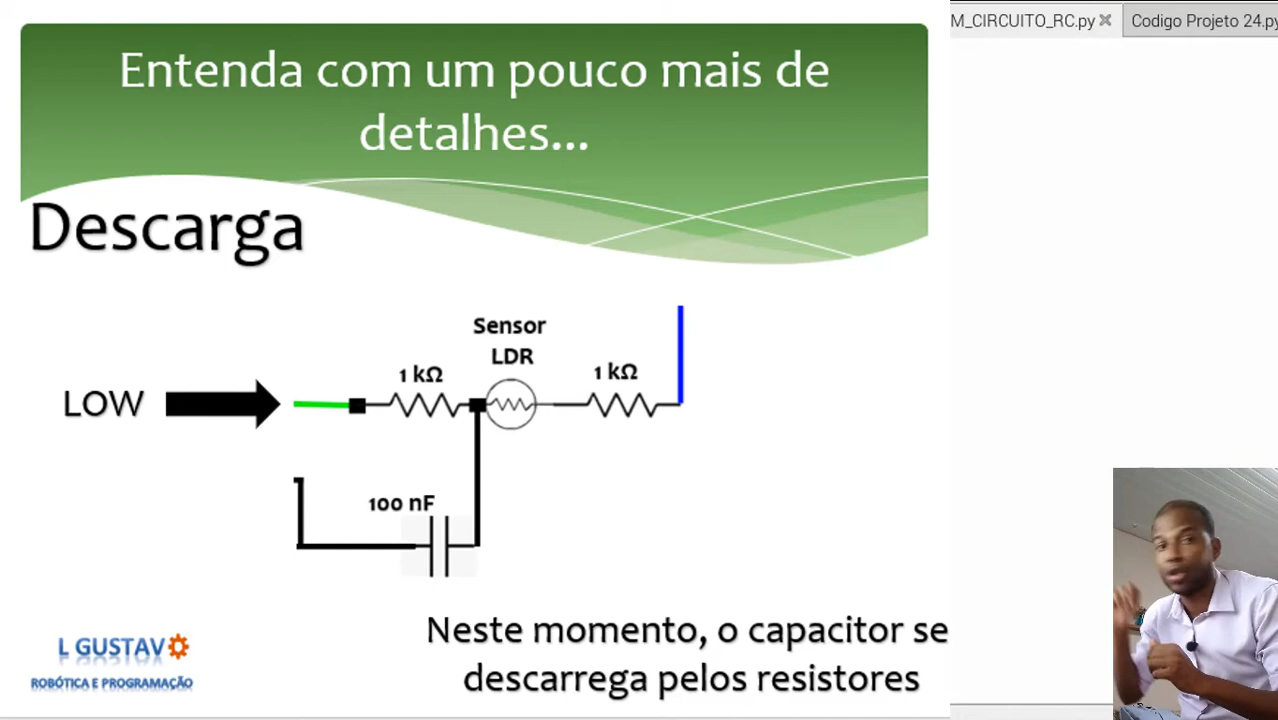 M_CIRCUITO_RC.py
Codigo Projeto 24.py
Entenda com um pouco mais de
detalhes...
Descarga
Sensor
LDR
1 kΩ
1 kΩ
LOW
100 nF
Neste momento, o capacitor se
descarrega pelos resistores
L GUSTAVO
ROBÓTICA E PROGRAMAÇÃO